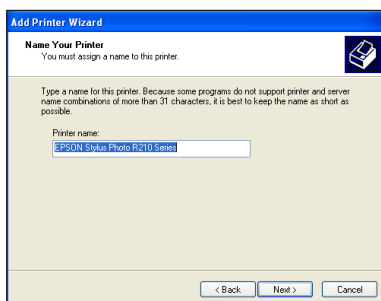 Add Printer Wizard
Name Your Printer
You must assign a name to this printer.
Type a name for this printer. Because some programs do not support printer and server
name combinations of more than 31 characters, it is best to keep the name as short as
possible.
Printer name:
EPSON Stylus Photo R210 Series
< Back
Next >
Cancel